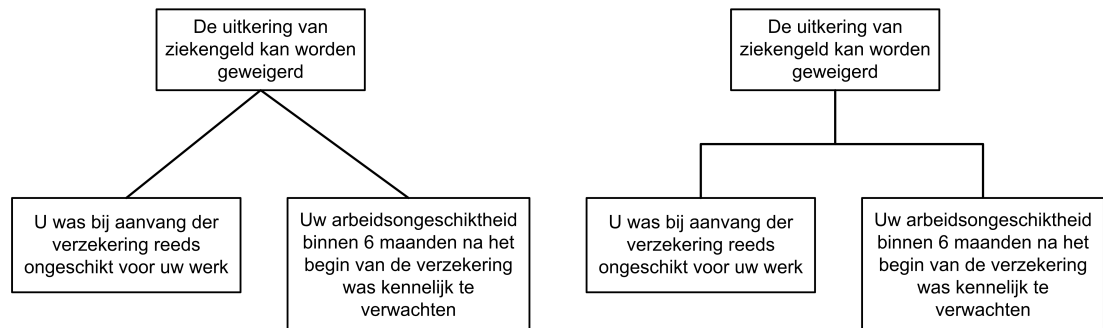 De uitkering van
ziekengeld kan worden
geweigerd
U was bij aanvang der
verzekering reeds
ongeschikt voor uw werk
Uw arbeidsongeschiktheid
binnen 6 maanden na het
begin van de verzekering
was kennelijk te
verwachten
De uitkering van
ziekengeld kan worden
geweigerd
U was bij aanvang der
verzekering reeds
ongeschikt voor uw werk
Uw arbeidsongeschiktheid
binnen 6 maanden na het
begin van de verzekering
was kennelijk te
verwachten